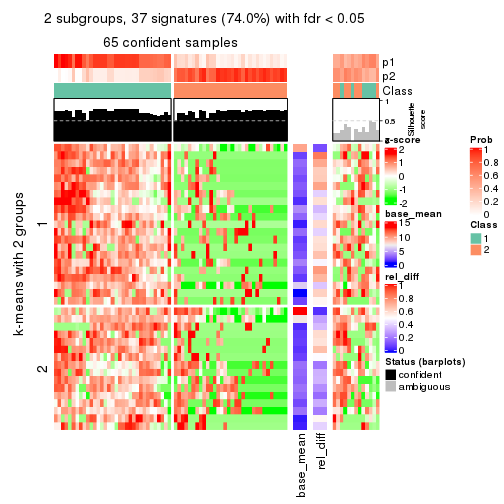 2 subgroups, 37 signatures (74.0%) with fdr < 0.05
65 confident samples
p1
p2
Class
1
0.5
0
Silhouette
score
k-means with 2 groups
1
2
base_mean
rel_diff
z-score
2
1
0
-1
-2
base_mean
15
10
5
0
rel_diff
1
0.8
0.6
0.4
0.2
0
Status (barplots)
confident
ambiguous
Prob
1
0.8
0.6
0.4
0.2
0
Class
1
2